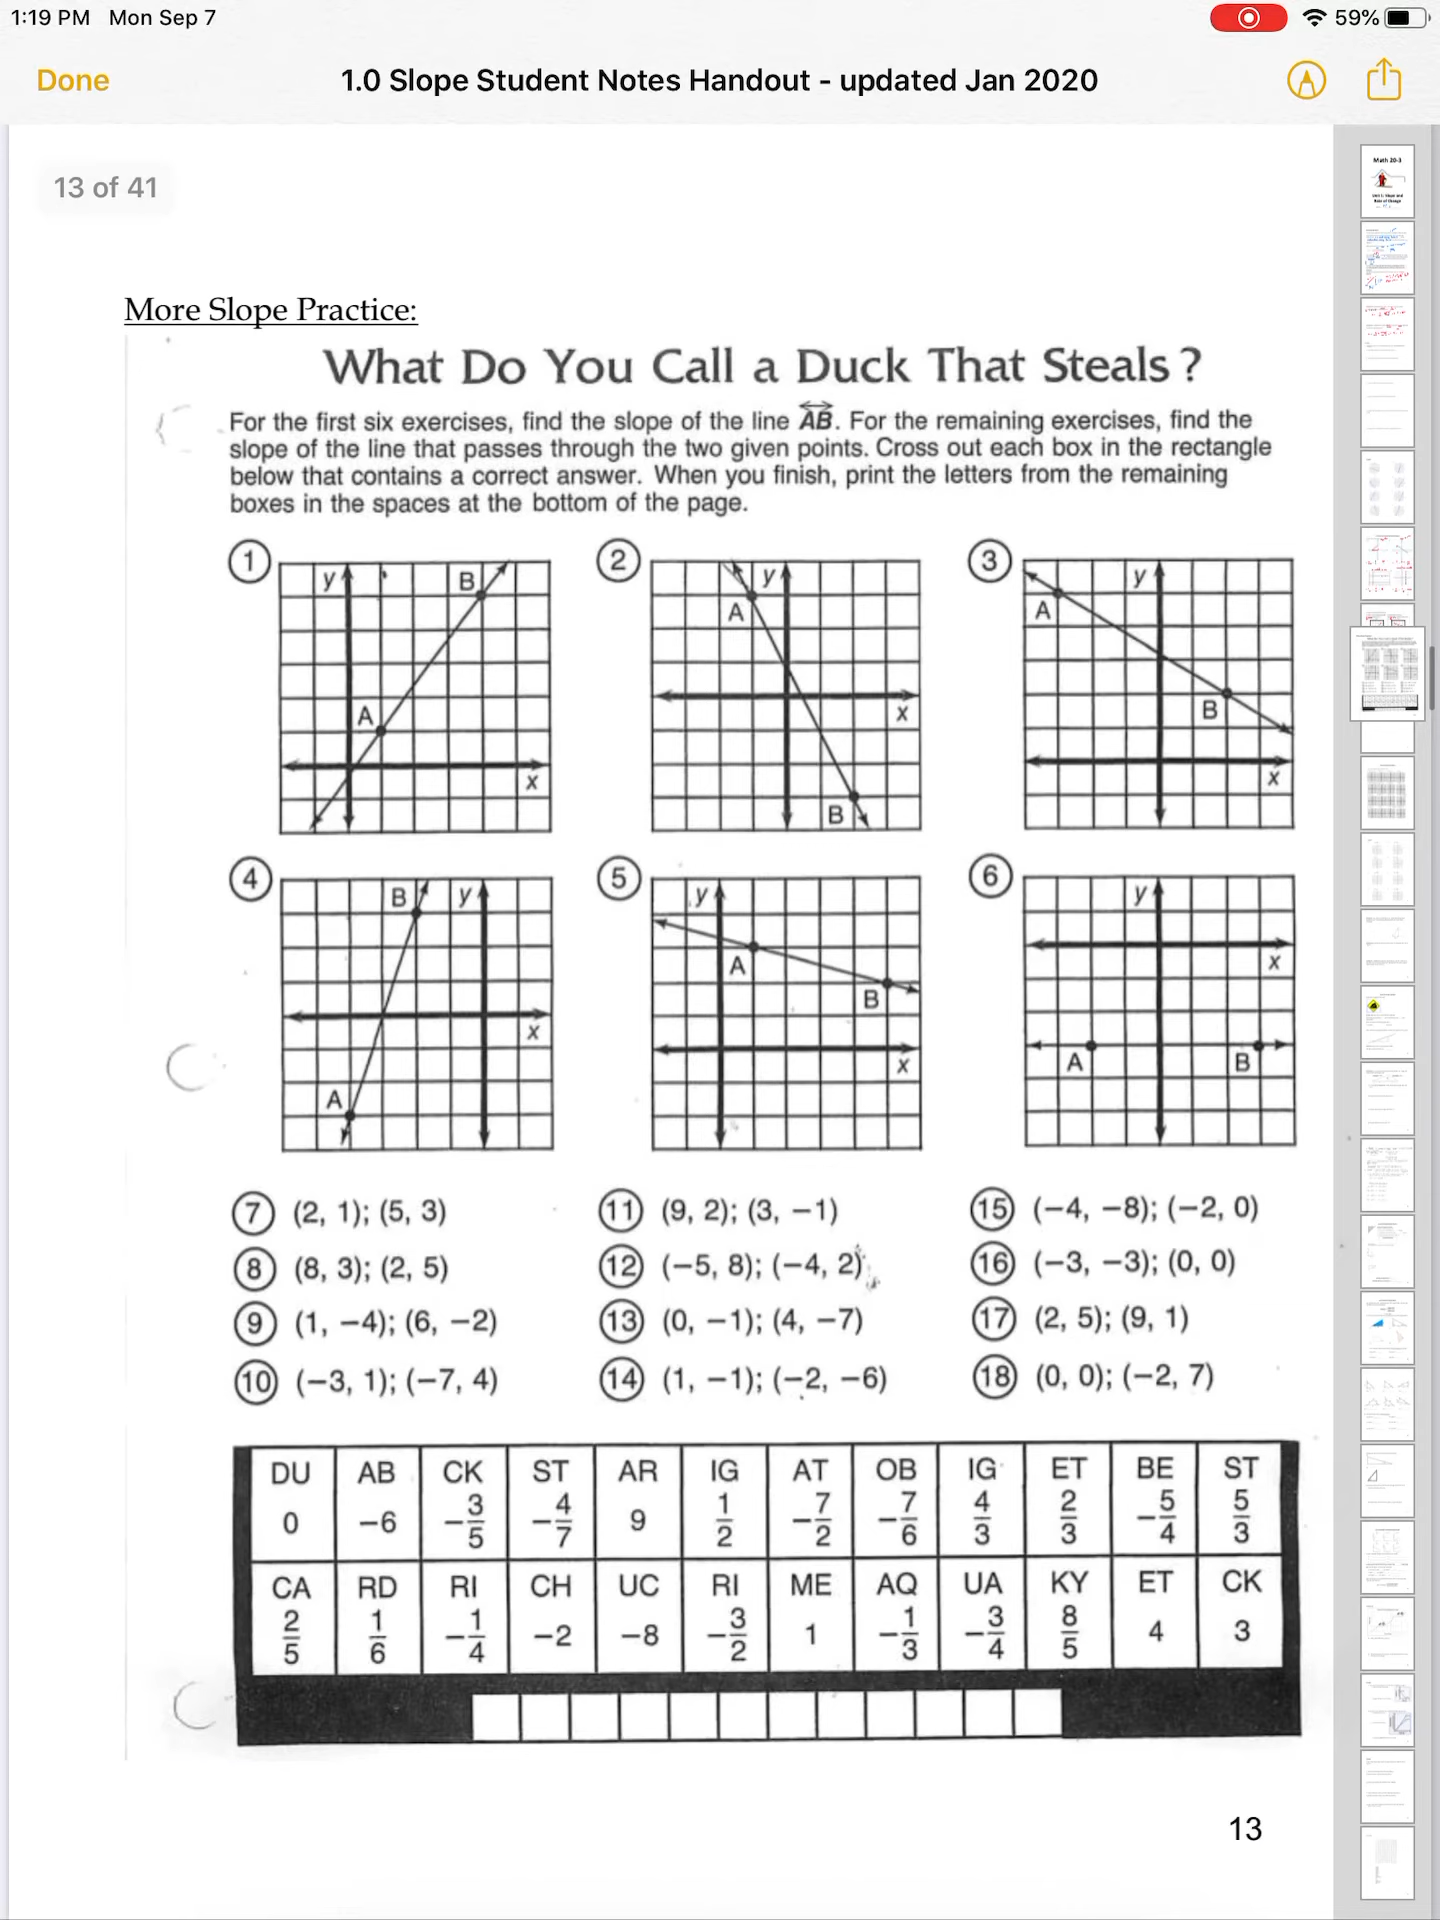 1:19 PM Mon Sep 7
59%
Done
1.0 Slope Student Notes Handout - updated Jan 2020
13 of 41
More Slope Practice:
What Do You Call a Duck That Steals?
For the first six exercises, find the slope of the line AB. For the remaining exercises, find the
slope of the line that passes through the two given points. Cross out each box in the rectangle
below that contains a correct answer. When you finish, print the letters from the remaining
boxes in the spaces at the bottom of the page.
1 y B A x
2 y A x B
3 y A B x
4 B y x A
5 y A B x
6 y x A B
7 (2, 1); (5, 3)
8 (8, 3); (2, 5)
9 (1, −4); (6, −2)
10 (−3, 1); (−7, 4)
11 (9, 2); (3, −1)
12 (−5, 8); (−4, 2)
13 (0, −1); (4, −7)
14 (1, −1); (−2, −6)
15 (−4, −8); (−2, 0)
16 (−3, −3); (0, 0)
17 (2, 5); (9, 1)
18 (0, 0); (−2, 7)
DU AB CK ST AR IG AT OB IG ET BE ST
0 −6 −3/5 −4/7 9 1/2 −7/2 −7/6 4/3 2/3 −5/4 5/3
CA RD RI CH UC RI ME AQ UA KY ET CK
2/5 1/6 −1/4 −2 −8 −3/2 1 −1/3 −3/4 8/5 4 3
13
Math 20-3